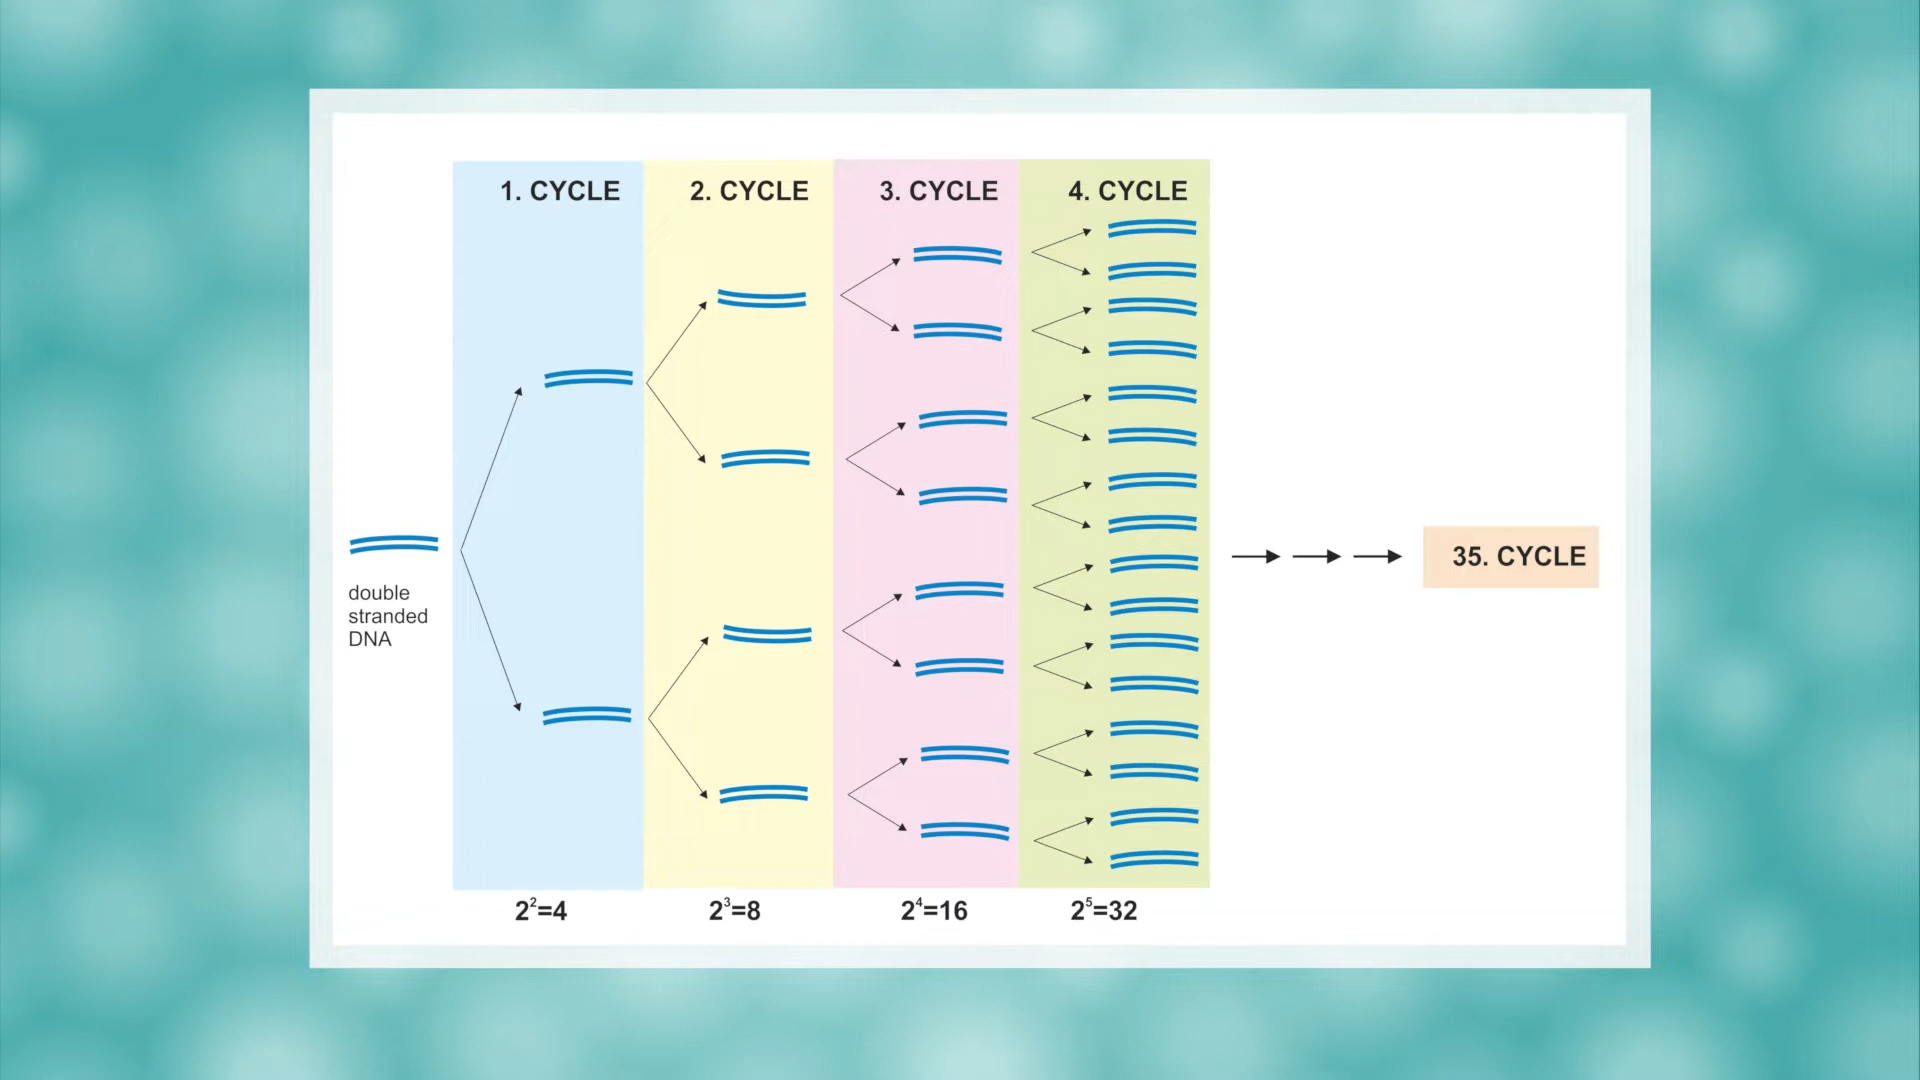 1. CYCLE
2. CYCLE
3. CYCLE
4. CYCLE
double
stranded
DNA
35. CYCLE
2²=4
2³=8
2⁴=16
2⁵=32